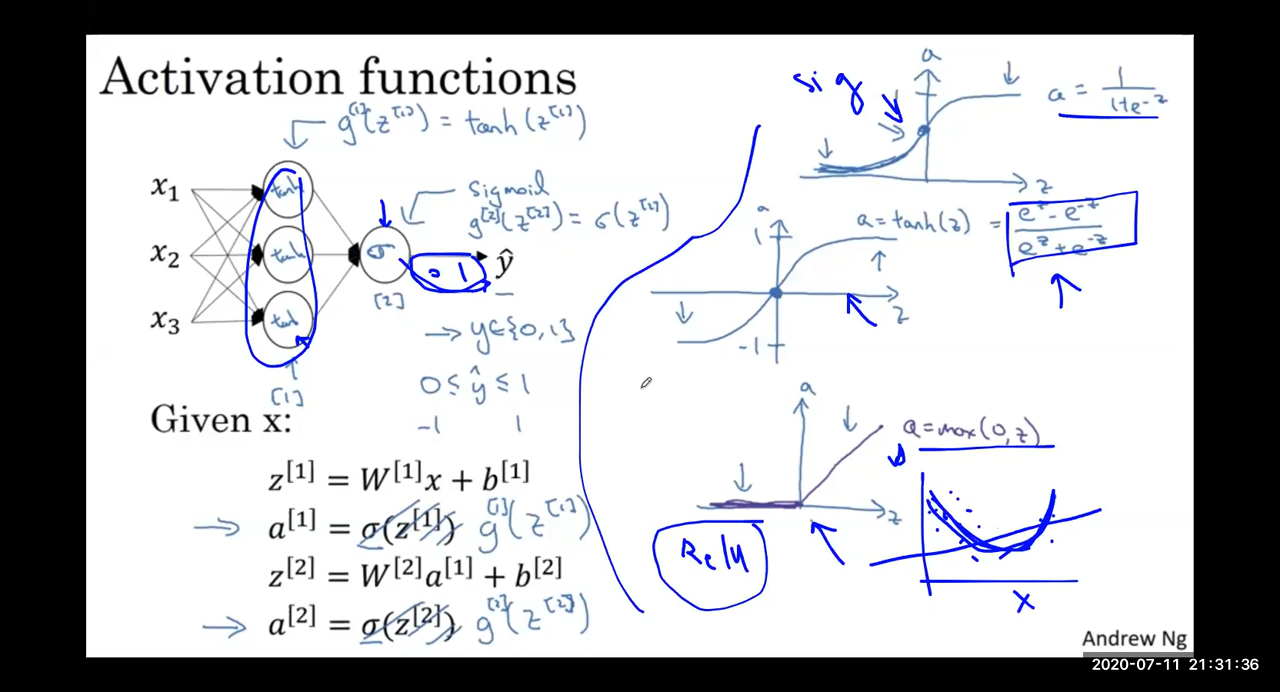 Activation functions
g^[1](z^[1]) = tanh(z^[1])
x₁
x₂
x₃
tanh
tanh
tanh
[1]
Sigmoid
g^[2](z^[2]) = σ(z^[2])
σ
[2]
0 1
ŷ
→ y∈{0,1}
0 ≤ ŷ ≤ 1
-1 1
Given x:
z^[1] = W^[1]x + b^[1]
→ a^[1] = σ(z^[1]) g^[1](z^[1])
z^[2] = W^[2]a^[1] + b^[2]
→ a^[2] = σ(z^[2]) g^[2](z^[2])
sig
a
z
a = 1/(1+e^-z)
a
1
-1
z
a = tanh(z) = (e^z - e^-z)/(e^z + e^-z)
a
z
a = max(0,z)
Relu
x
Andrew Ng
2020-07-11 21:31:36